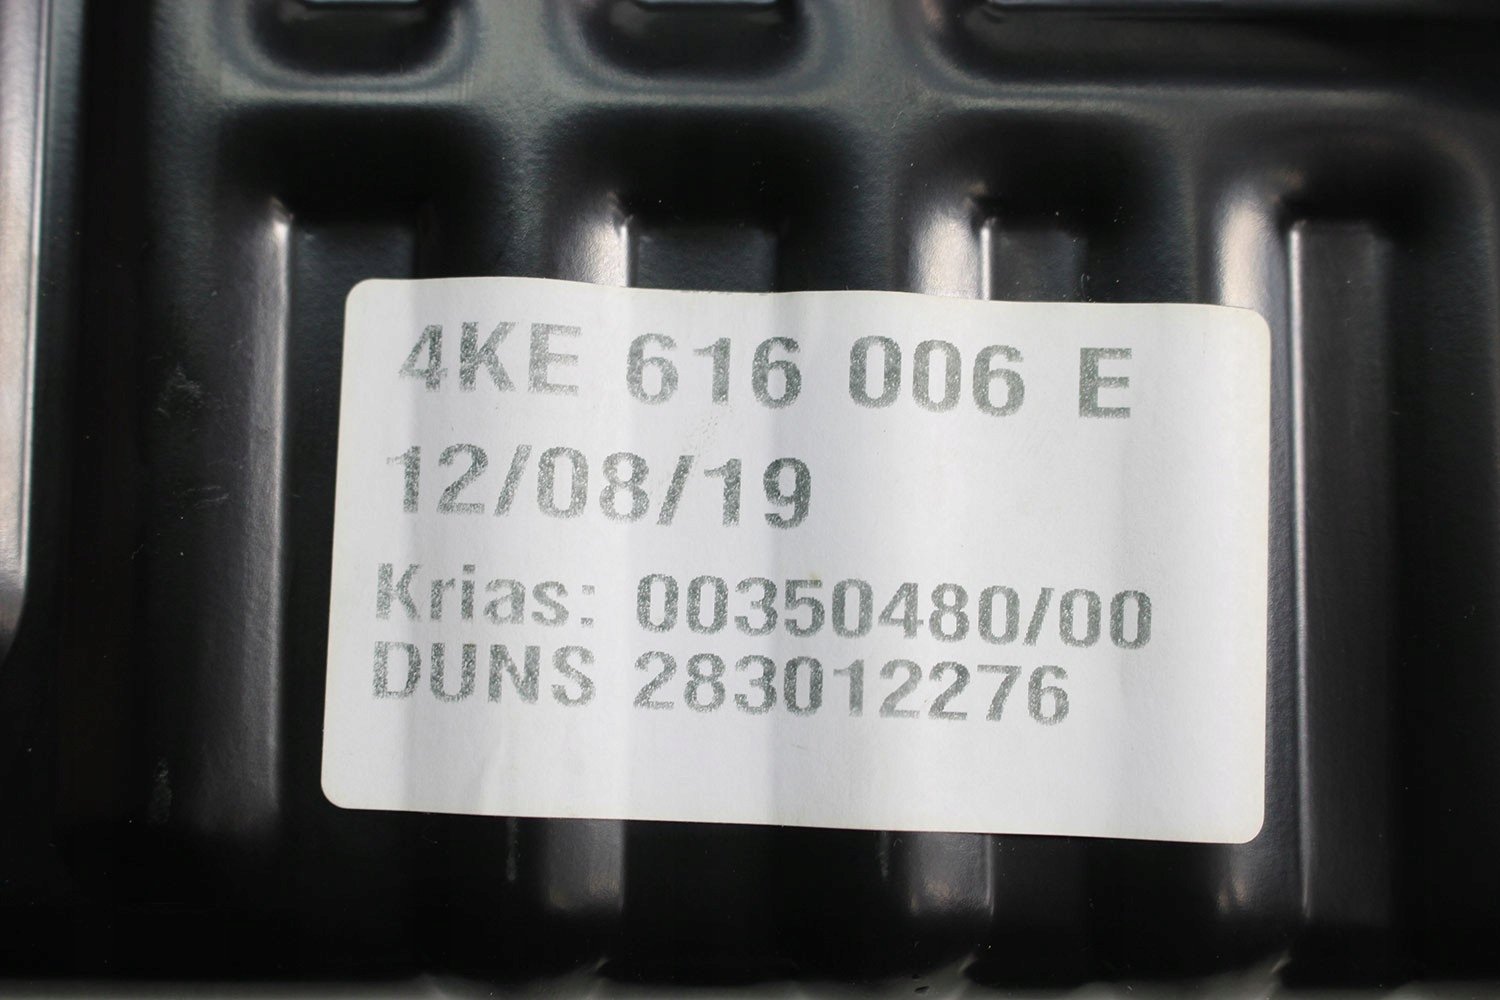 4KE 616 006 E
12/08/19
Krias: 00350480/00
DUNS 283012276